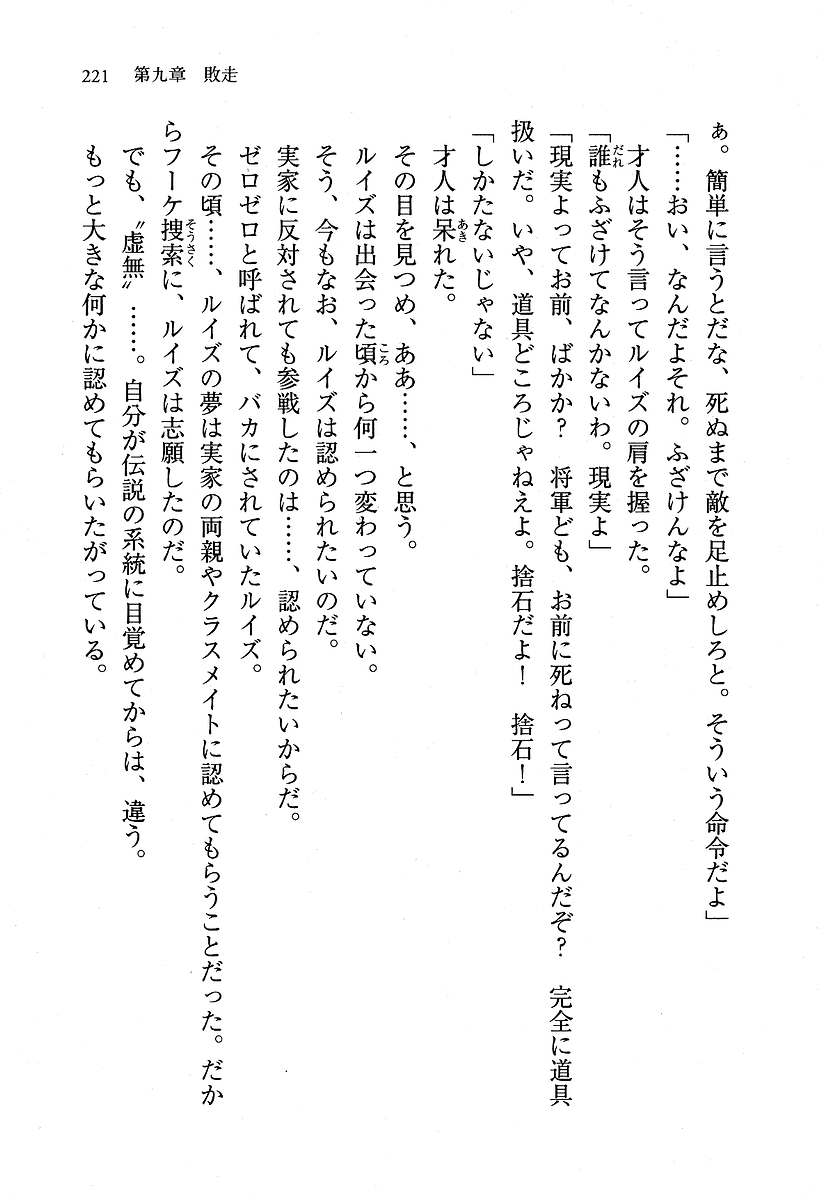 221　第九章　敗走
ぁ。簡単に言うとだな、死ぬまで敵を足止めしろと。そういう命令だよ」
「……おい、なんだよそれ。ふざけんなよ」
才人はそう言ってルイズの肩を握った。
「誰もふざけてなんかないわ。現実よ」
「現実よってお前、ばかか？　将軍ども、お前に死ねって言ってるんだぞ？　完全に道具
扱いだ。いや、道具どころじゃねえよ。捨石だよ！　捨石！」
「しかたないじゃない」
才人は呆れた。
その目を見つめ、ああ……、と思う。
ルイズは出会った頃から何一つ変わっていない。
そう、今もなお、ルイズは認められたいのだ。
実家に反対されても参戦したのは……、認められたいからだ。
ゼロゼロと呼ばれて、バカにされていたルイズ。
その頃……、ルイズの夢は実家の両親やクラスメイトに認めてもらうことだった。だか
らフーケ捜索に、ルイズは志願したのだ。
でも、〝虚無〟……。自分が伝説の系統に目覚めてからは、違う。
もっと大きな何かに認めてもらいたがっている。